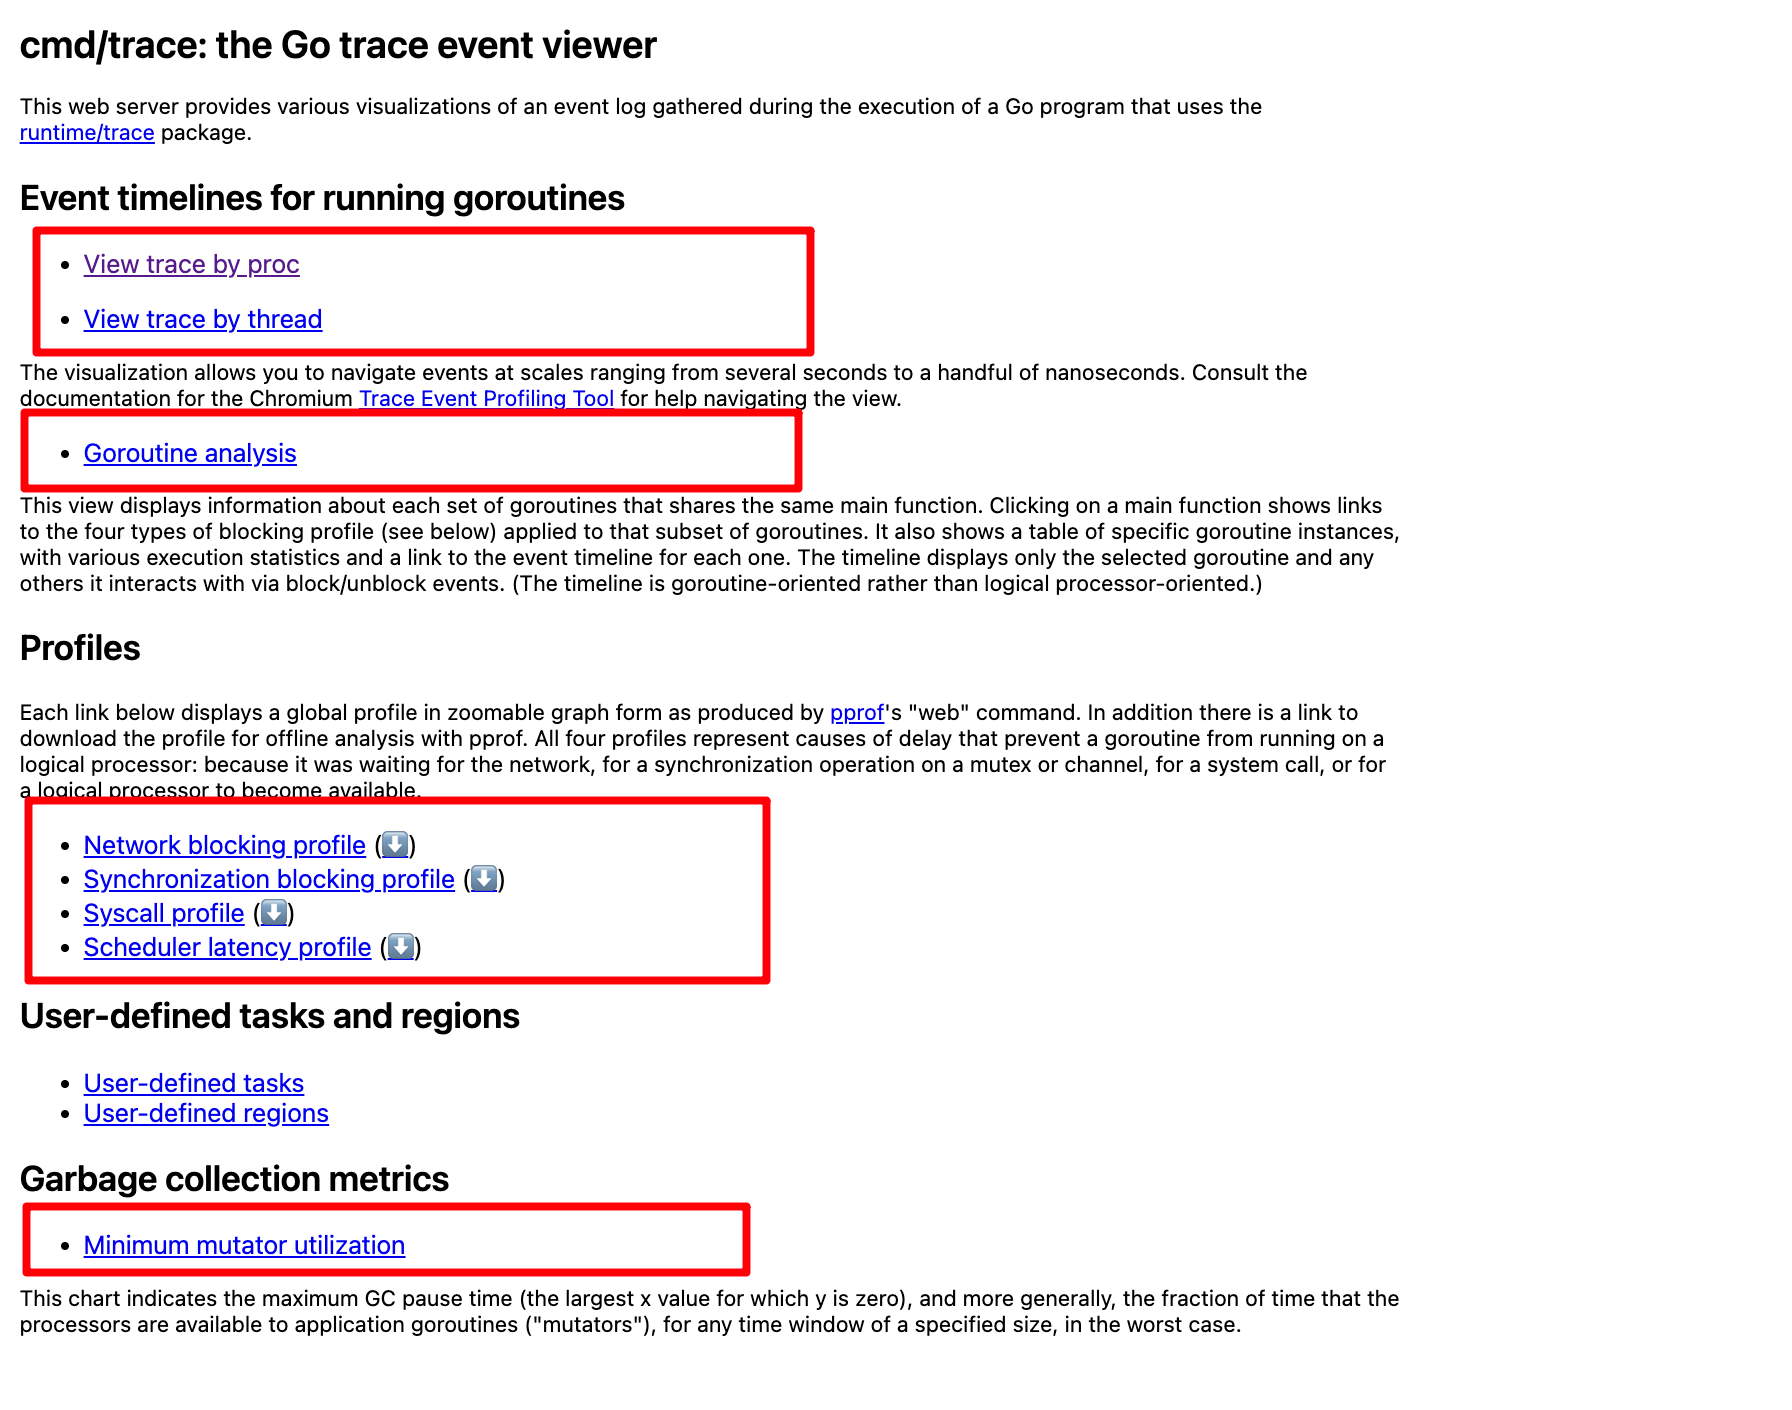 cmd/trace: the Go trace event viewer
This web server provides various visualizations of an event log gathered during the execution of a Go program that uses the
runtime/trace package.
Event timelines for running goroutines
• View trace by proc
• View trace by thread
The visualization allows you to navigate events at scales ranging from several seconds to a handful of nanoseconds. Consult the
documentation for the Chromium Trace Event Profiling Tool for help navigating the view.
• Goroutine analysis
This view displays information about each set of goroutines that shares the same main function. Clicking on a main function shows links
to the four types of blocking profile (see below) applied to that subset of goroutines. It also shows a table of specific goroutine instances,
with various execution statistics and a link to the event timeline for each one. The timeline displays only the selected goroutine and any
others it interacts with via block/unblock events. (The timeline is goroutine-oriented rather than logical processor-oriented.)
Profiles
Each link below displays a global profile in zoomable graph form as produced by pprof's "web" command. In addition there is a link to
download the profile for offline analysis with pprof. All four profiles represent causes of delay that prevent a goroutine from running on a
logical processor: because it was waiting for the network, for a synchronization operation on a mutex or channel, for a system call, or for
a logical processor to become available.
• Network blocking profile (⬇️)
• Synchronization blocking profile (⬇️)
• Syscall profile (⬇️)
• Scheduler latency profile (⬇️)
User-defined tasks and regions
• User-defined tasks
• User-defined regions
Garbage collection metrics
• Minimum mutator utilization
This chart indicates the maximum GC pause time (the largest x value for which y is zero), and more generally, the fraction of time that the
processors are available to application goroutines ("mutators"), for any time window of a specified size, in the worst case.